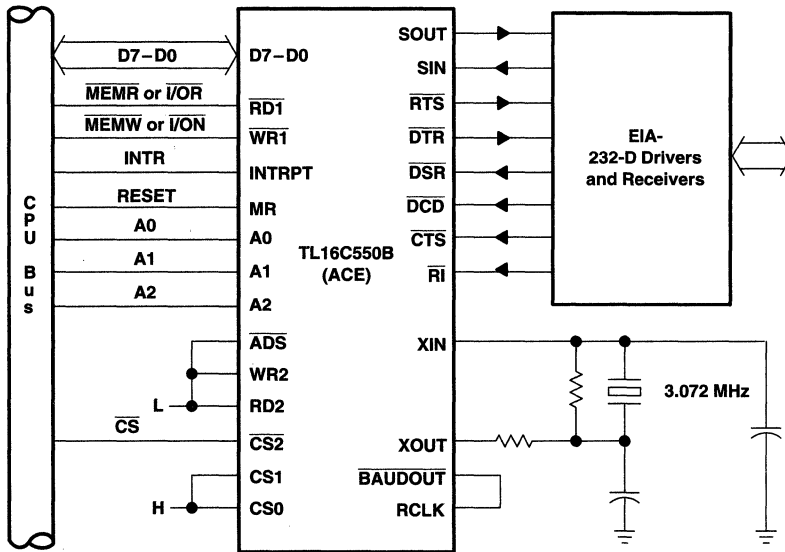 D7–D0
MEMR or I/OR
MEMW or I/ON
INTR
RESET
A0
A1
A2
L
CS
H
CPU Bus
D7–D0
RD1
WR1
INTRPT
MR
A0
A1
A2
ADS
WR2
RD2
CS2
CS1
CS0
TL16C550B
(ACE)
SOUT
SIN
RTS
DTR
DSR
DCD
CTS
RI
XIN
XOUT
BAUDOUT
RCLK
EIA-
232-D Drivers
and Receivers
3.072 MHz